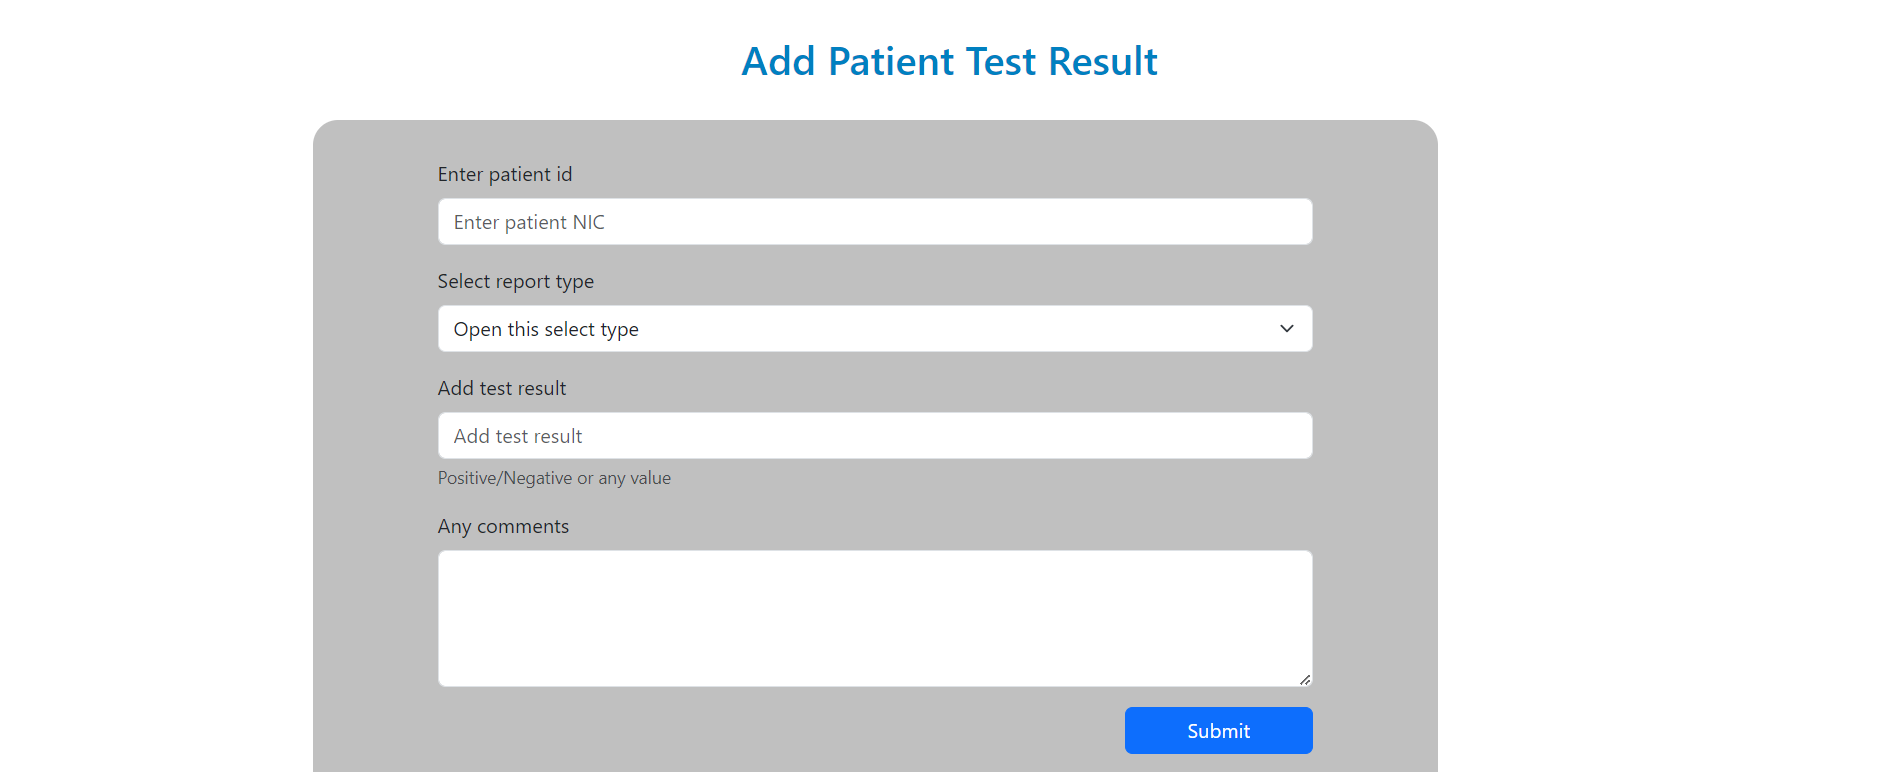 Add Patient Test Result
Enter patient id
Enter patient NIC
Select report type
Open this select type
Add test result
Add test result
Positive/Negative or any value
Any comments
Submit